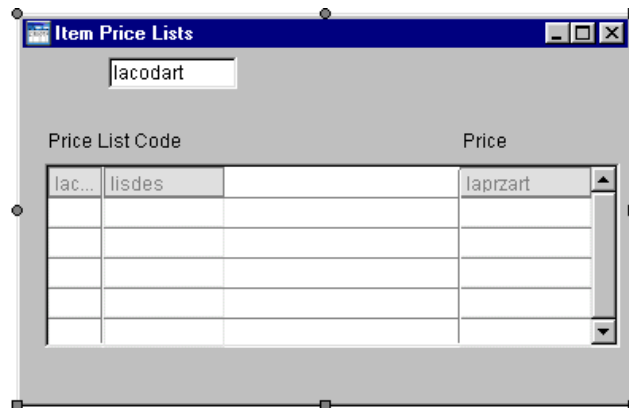 Item Price Lists
lacodart
Price List Code Price
lac... lisdes laprzart